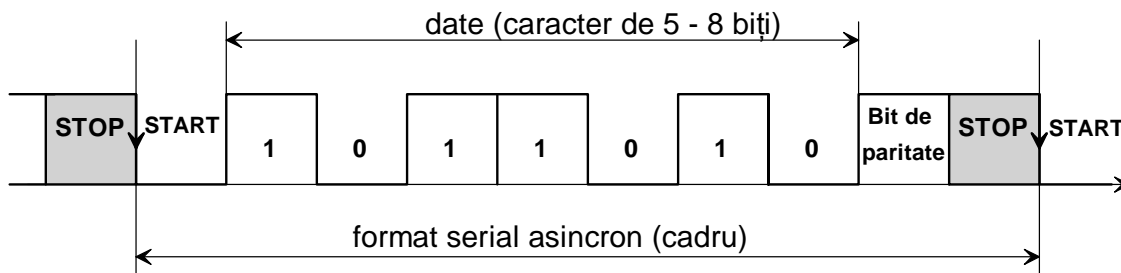 date (caracter de 5 - 8 biți)
STOP START 1 0 1 1 0 1 0 Bit de paritate STOP START
format serial asincron (cadru)